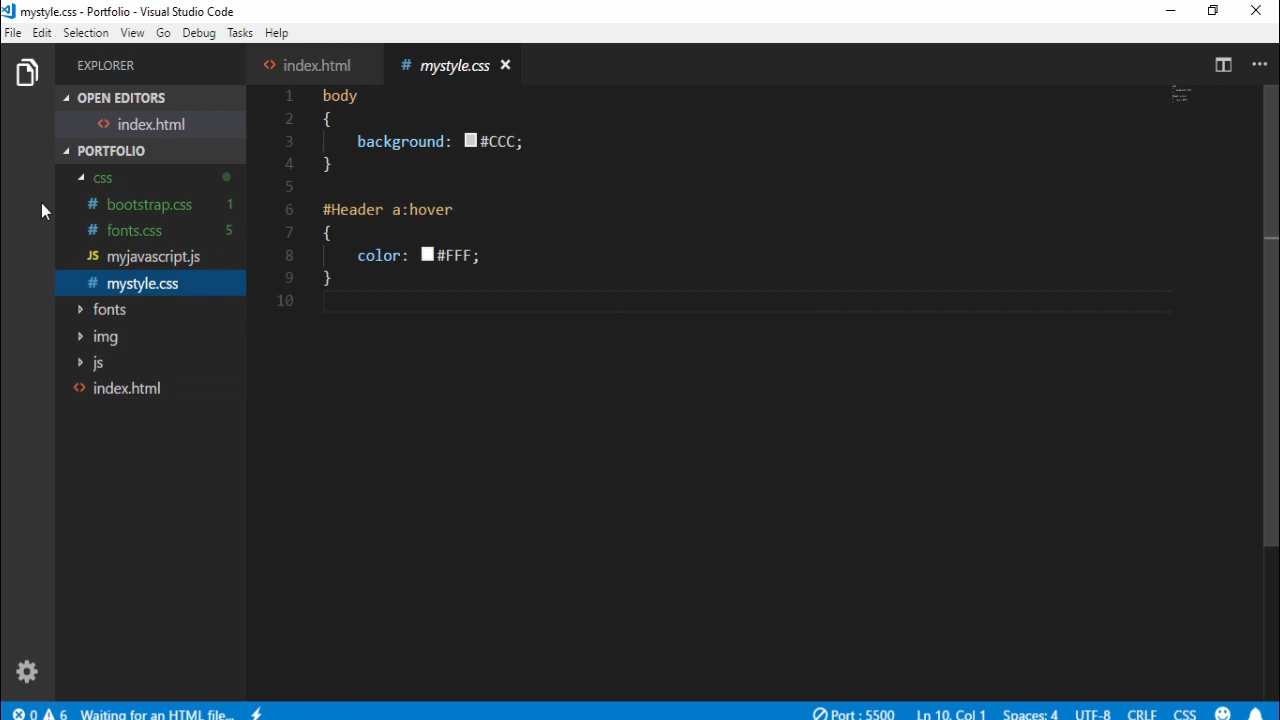 mystyle.css - Portfolio - Visual Studio Code
File Edit Selection View Go Debug Tasks Help
EXPLORER
OPEN EDITORS
index.html
PORTFOLIO
css
# bootstrap.css 1
# fonts.css 5
JS myjavascript.js
# mystyle.css
fonts
img
js
<> index.html
<> index.html # mystyle.css
1 body
2 {
3 background: #CCC;
4 }
5
6 #Header a:hover
7 {
8 color: #FFF;
9 }
10
0 6 Waiting for an HTML file... Port : 5500 Ln 10, Col 1 Spaces: 4 UTF-8 CRLF CSS